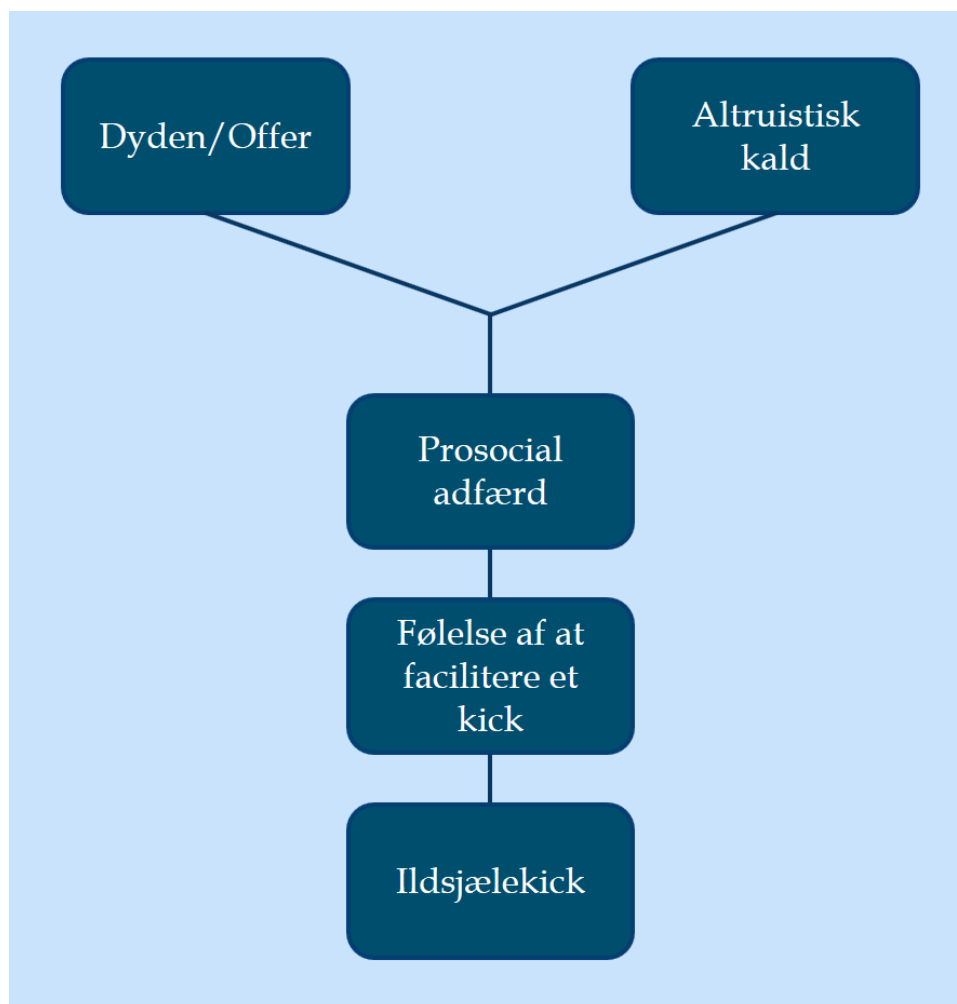 Dyden/Offer
Altruistisk
kald
Prosocial
adfærd
Følelse af at
facilitere et
kick
Ildsjælekick